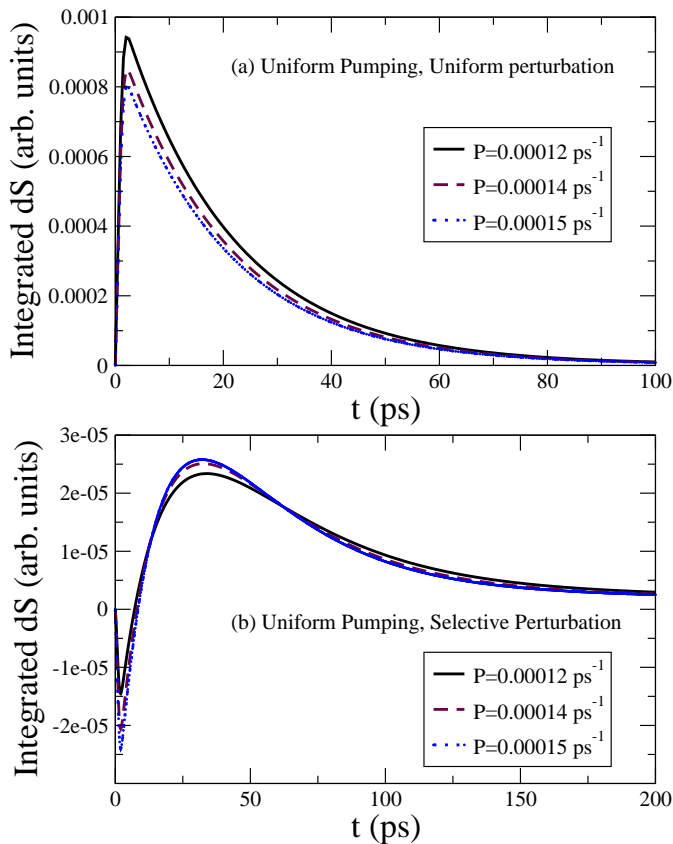 0.001
(a) Uniform Pumping, Uniform perturbation
0.0008
P=0.00012 ps⁻¹
0.0006
P=0.00014 ps⁻¹
P=0.00015 ps⁻¹
0.0004
0.0002
0
Integrated dS (arb. units)
0 20 40 60 80 100
t (ps)
3e-05
2e-05
1e-05
0
(b) Uniform Pumping, Selective Perturbation
-1e-05
P=0.00012 ps⁻¹
P=0.00014 ps⁻¹
-2e-05
P=0.00015 ps⁻¹
Integrated dS (arb. units)
0 50 100 150 200
t (ps)